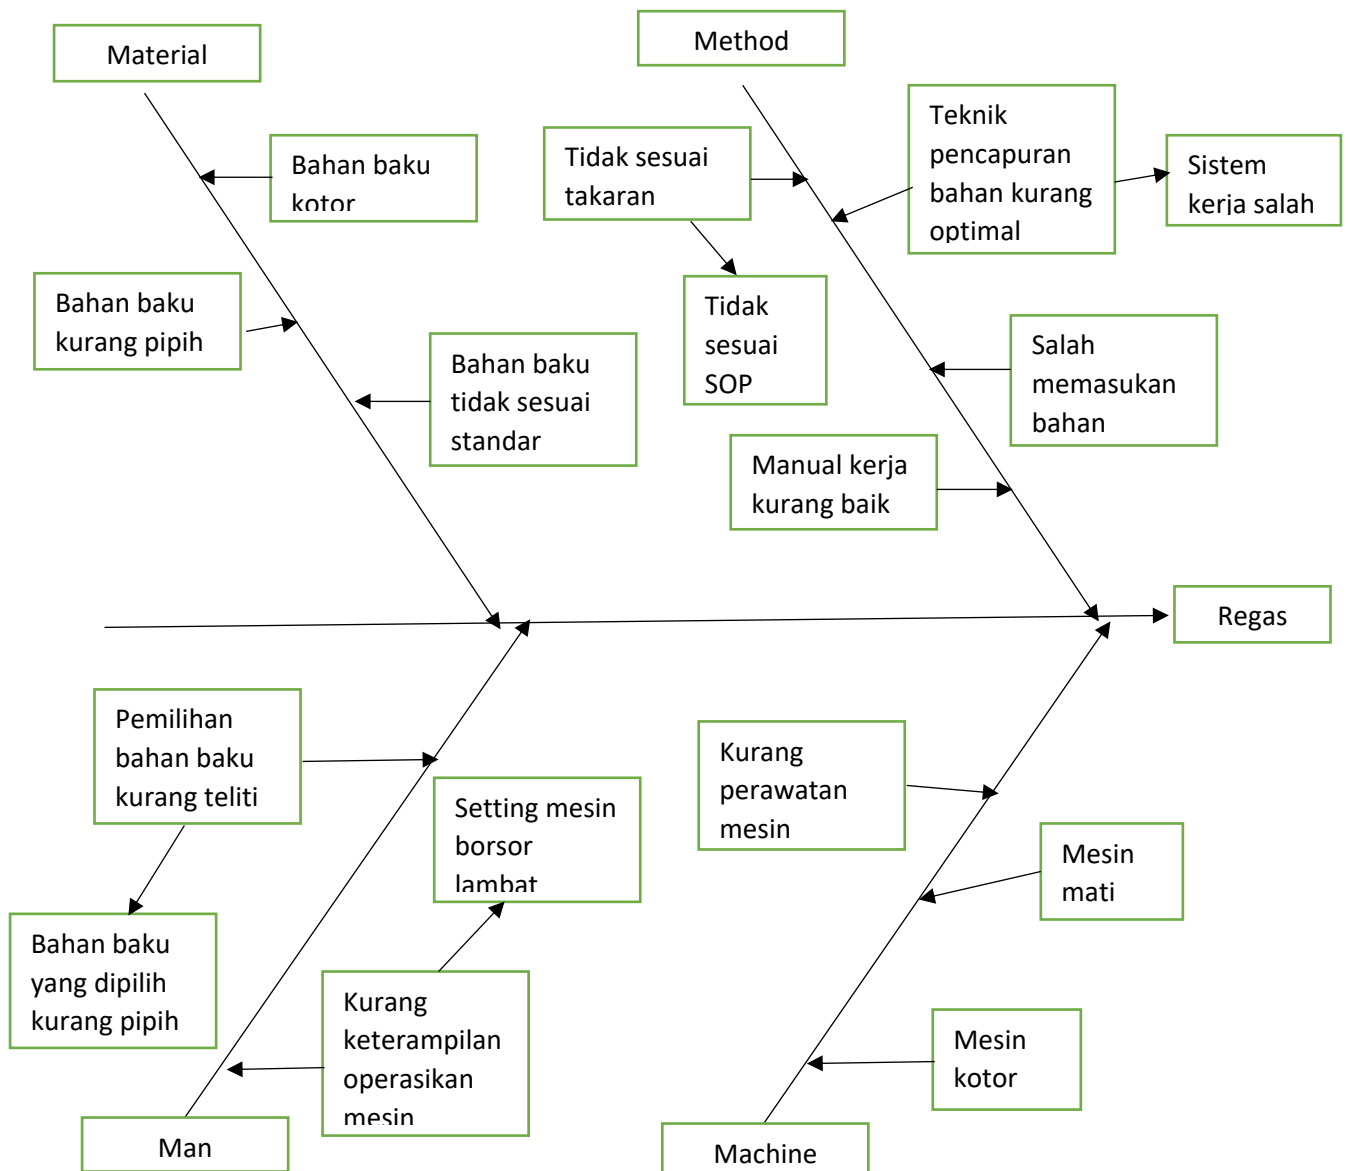 Material
Method
Bahan baku
kotor
Tidak sesuai
takaran
Teknik
pencapuran
bahan kurang
optimal
Sistem
kerja salah
Bahan baku
kurang pipih
Tidak
sesuai
SOP
Bahan baku
tidak sesuai
standar
Salah
memasukan
bahan
Manual kerja
kurang baik
Regas
Pemilihan
bahan baku
kurang teliti
Setting mesin
borsor
lambat
Kurang
perawatan
mesin
Mesin
mati
Bahan baku
yang dipilih
kurang pipih
Kurang
keterampilan
operasikan
mesin
Mesin
kotor
Man
Machine